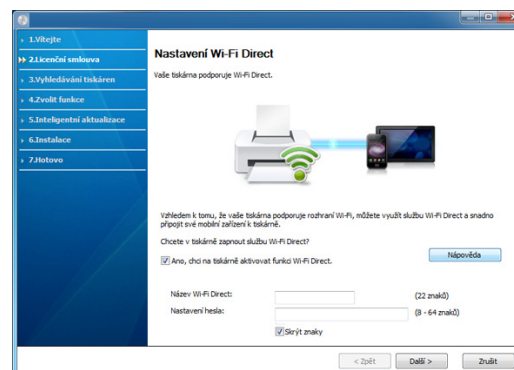 1.Vítejte
2.Licenční smlouva
3.Vyhledávání tiskáren
4.Zvolit funkce
5.Inteligentní aktualizace
6.Instalace
7.Hotovo
Nastavení Wi-Fi Direct
Vaše tiskárna podporuje Wi-Fi Direct.
Vzhledem k tomu, že vaše tiskárna podporuje rozhraní Wi-Fi, můžete využít službu Wi-Fi Direct a snadno
připojit své mobilní zařízení k tiskárně.
Chcete v tiskárně zapnout službu Wi-Fi Direct?
Nápověda
Ano, chci na tiskárně aktivovat funkci Wi-Fi Direct.
Název Wi-Fi Direct:
(22 znaků)
Nastavení hesla:
(8 - 64 znaků)
Skrýt znaky
< Zpět
Další >
Zrušit